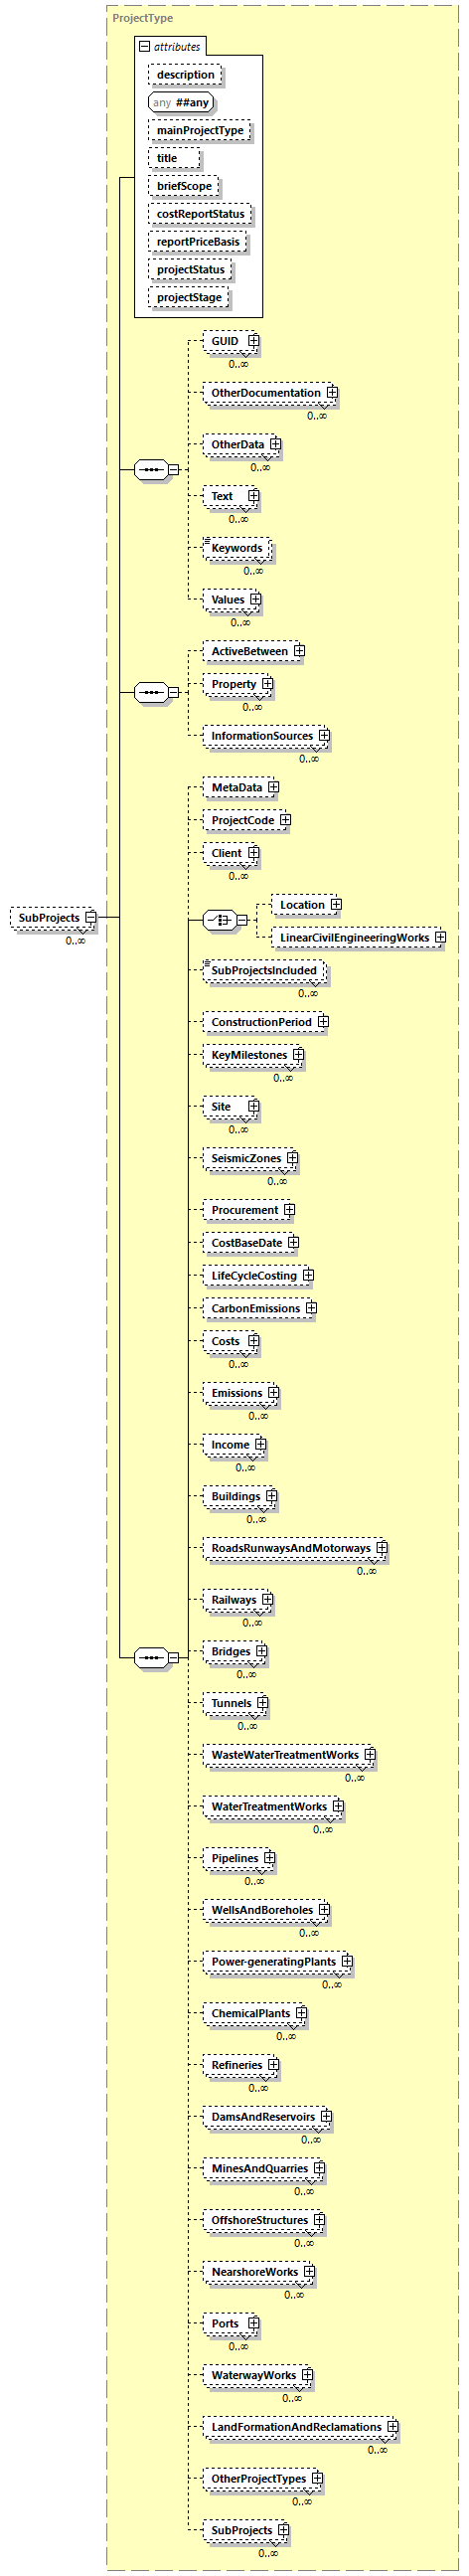 ProjectType
attributes
description
any ##any
mainProjectType
title
briefScope
costReportStatus
reportPriceBasis
projectStatus
projectStage
GUID
0..∞
OtherDocumentation
0..∞
OtherData
0..∞
Text
0..∞
Keywords
0..∞
Values
0..∞
ActiveBetween
Property
0..∞
InformationSources
0..∞
MetaData
ProjectCode
Client
0..∞
Location
SubProjects
0..∞
LinearCivilEngineeringWorks
SubProjectsIncluded
0..∞
ConstructionPeriod
KeyMilestones
0..∞
Site
0..∞
SeismicZones
0..∞
Procurement
CostBaseDate
LifeCycleCosting
CarbonEmissions
Costs
0..∞
Emissions
0..∞
Income
0..∞
Buildings
0..∞
RoadsRunwaysAndMotorways
0..∞
Railways
0..∞
Bridges
0..∞
Tunnels
0..∞
WasteWaterTreatmentWorks
0..∞
WaterTreatmentWorks
0..∞
Pipelines
0..∞
WellsAndBoreholes
0..∞
Power-generatingPlants
0..∞
ChemicalPlants
0..∞
Refineries
0..∞
DamsAndReservoirs
0..∞
MinesAndQuarries
0..∞
OffshoreStructures
0..∞
NearshoreWorks
0..∞
Ports
0..∞
WaterwayWorks
0..∞
LandFormationAndReclamations
0..∞
OtherProjectTypes
0..∞
SubProjects
0..∞